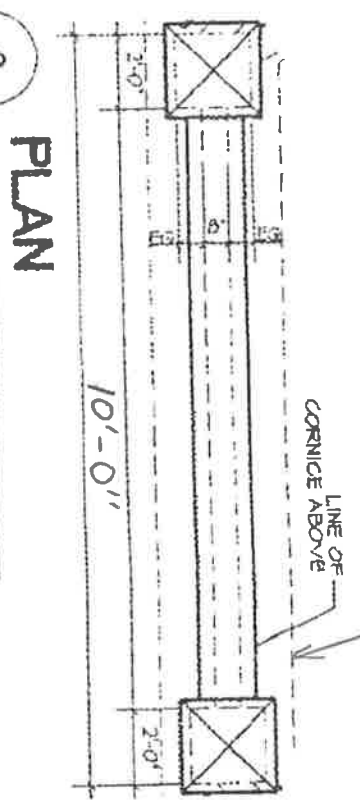 2'-0"
PLAN
EQ
8"
EQ
10'-0"
LINE OF
CORNICE ABOVE
2'-0"